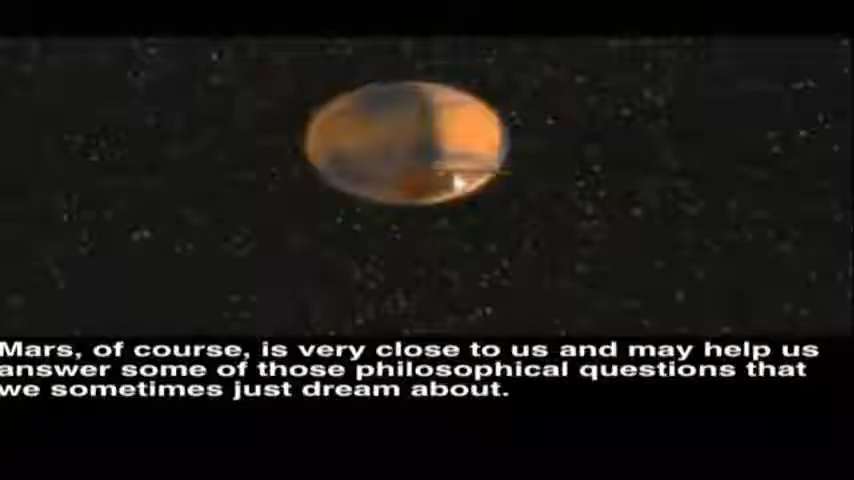 Mars, of course, is very close to us and may help us
answer some of those philosophical questions that
we sometimes just dream about.